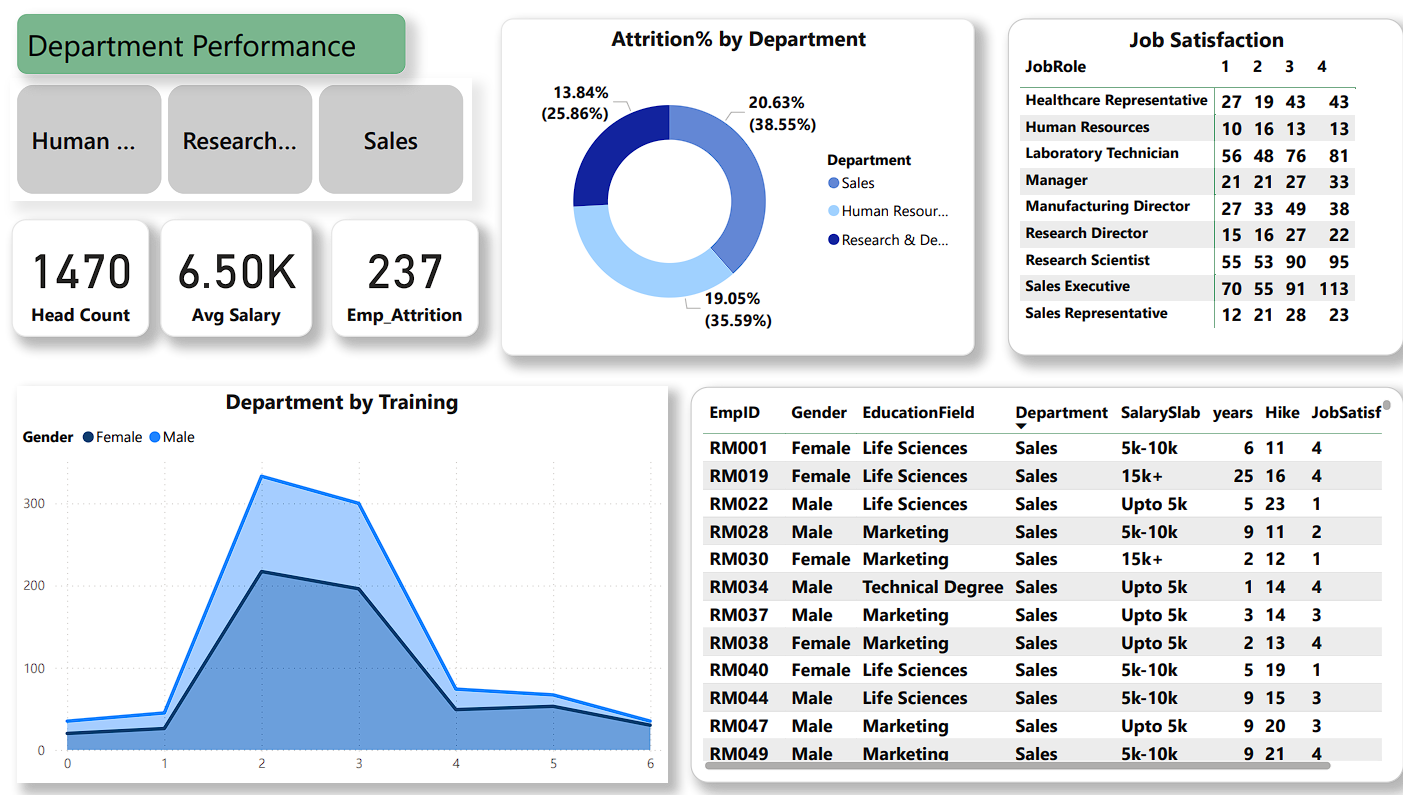 Department Performance
Human ...
Research...
Sales
1470
Head Count
6.50K
Avg Salary
237
Emp_Attrition
Attrition% by Department
13.84%
(25.86%)
20.63%
(38.55%)
19.05%
(35.59%)
Department
Sales
Human Resour...
Research & De...
Job Satisfaction
JobRole 1 2 3 4
Healthcare Representative 27 19 43 43
Human Resources 10 16 13 13
Laboratory Technician 56 48 76 81
Manager 21 21 27 33
Manufacturing Director 27 33 49 38
Research Director 15 16 27 22
Research Scientist 55 53 90 95
Sales Executive 70 55 91 113
Sales Representative 12 21 28 23
Department by Training
Gender Female Male
300
200
100
0
0 1 2 3 4 5 6
EmpID Gender EducationField Department SalarySlab years Hike JobSatisf
RM001 Female Life Sciences Sales 5k-10k 6 11 4
RM019 Female Life Sciences Sales 15k+ 25 16 4
RM022 Male Life Sciences Sales Upto 5k 5 23 1
RM028 Male Marketing Sales 5k-10k 9 11 2
RM030 Female Marketing Sales 15k+ 2 12 1
RM034 Male Technical Degree Sales Upto 5k 1 14 4
RM037 Male Marketing Sales Upto 5k 3 14 3
RM038 Female Marketing Sales Upto 5k 2 13 4
RM040 Female Life Sciences Sales 5k-10k 5 19 1
RM044 Male Life Sciences Sales 5k-10k 9 15 3
RM047 Male Marketing Sales Upto 5k 9 20 3
RM049 Male Marketing Sales 5k-10k 9 21 4